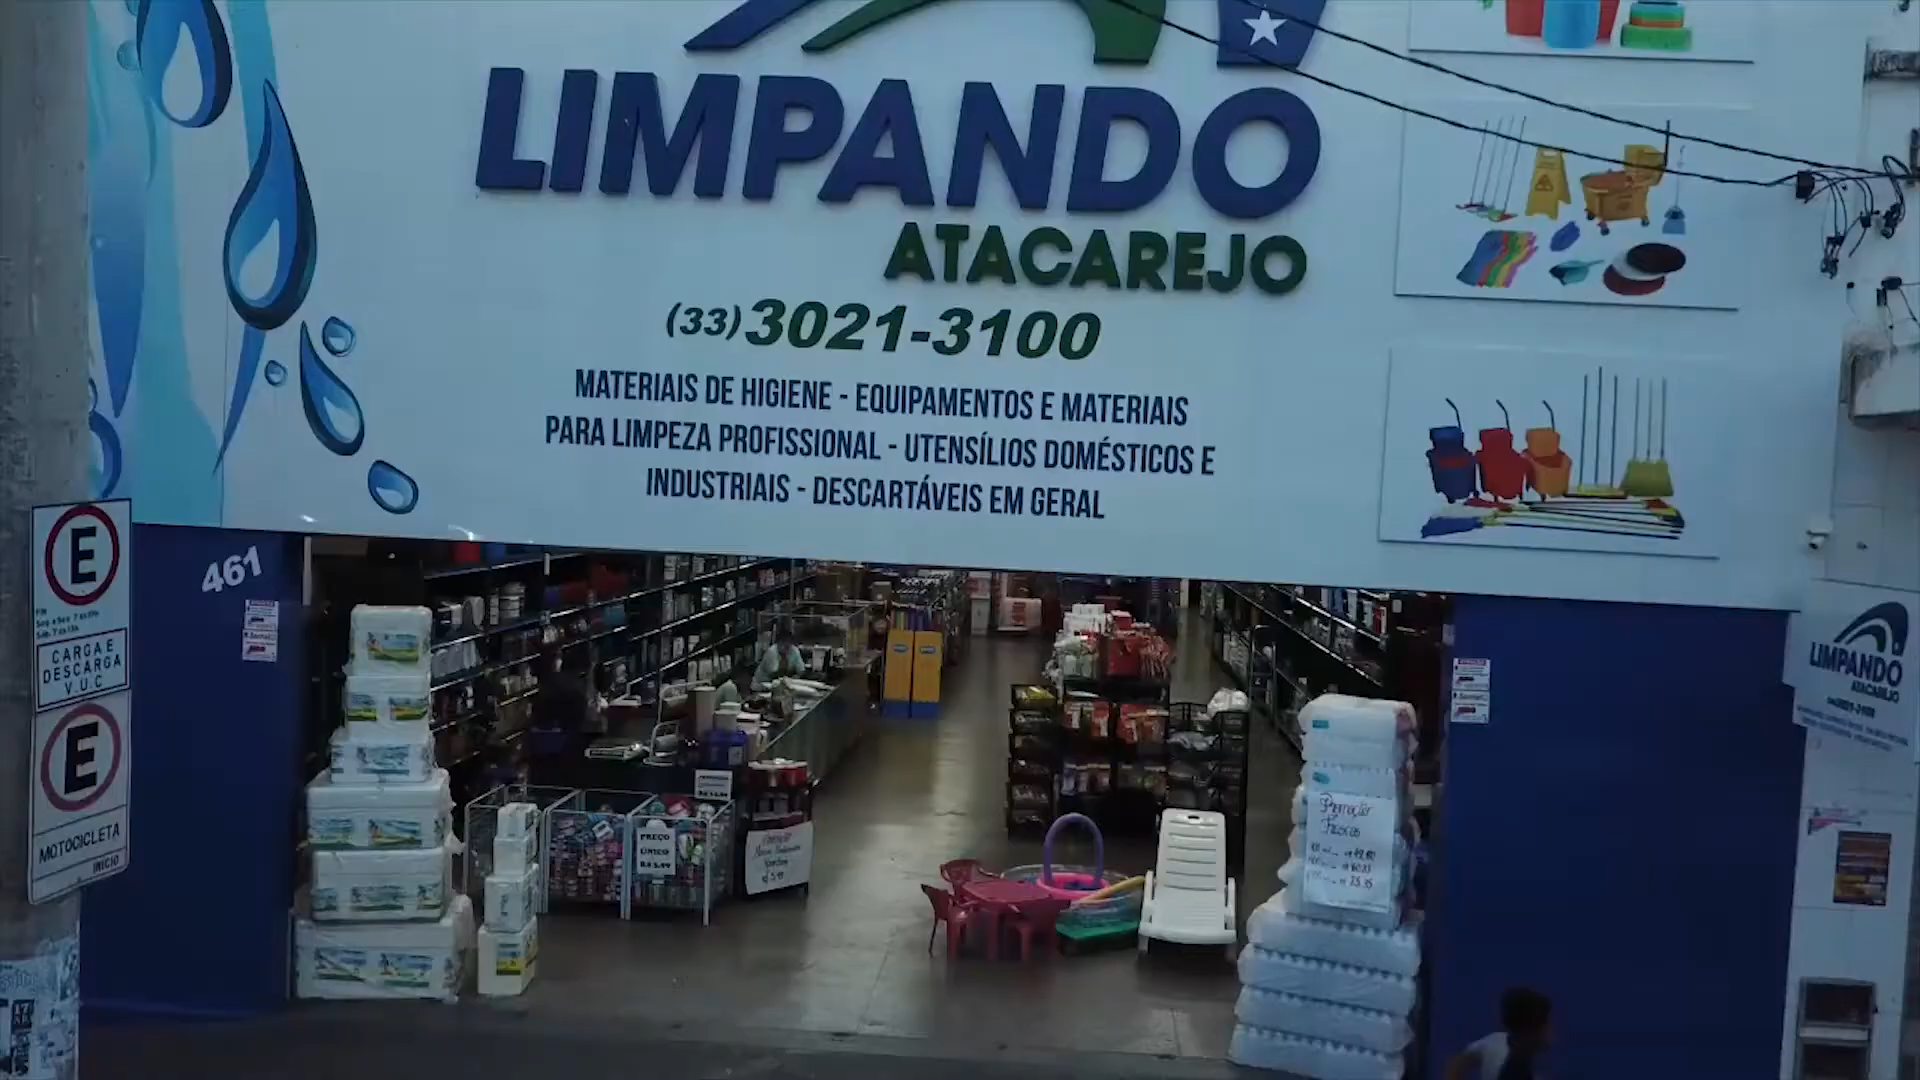 LIMPANDO
ATACAREJO
(33)3021-3100
MATERIAIS DE HIGIENE - EQUIPAMENTOS E MATERIAIS
PARA LIMPEZA PROFISSIONAL - UTENSÍLIOS DOMÉSTICOS E
INDUSTRIAIS - DESCARTÁVEIS EM GERAL
461
E
CARGA E
DESCARGA
V.U.C
E
MOTOCICLETA
INÍCIO
PREÇO
ÚNICO
Promoção
LIMPANDO
ATACAREJO